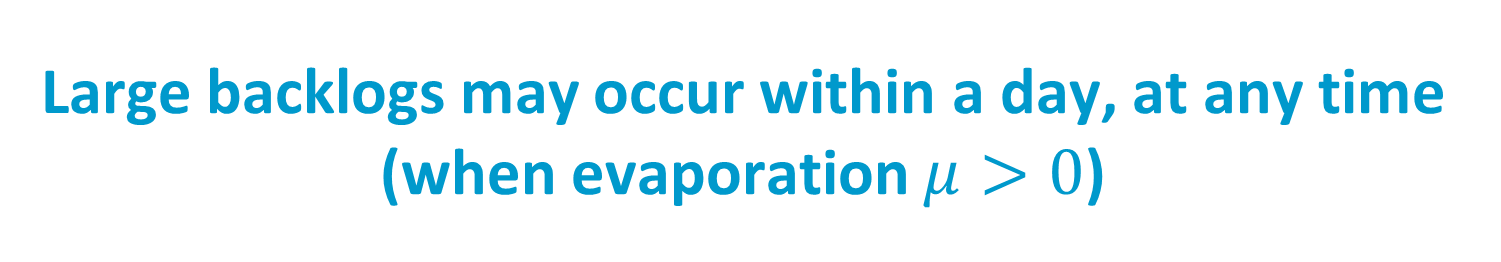 Large backlogs may occur within a day, at any time
(when evaporation 𝜇 > 0)